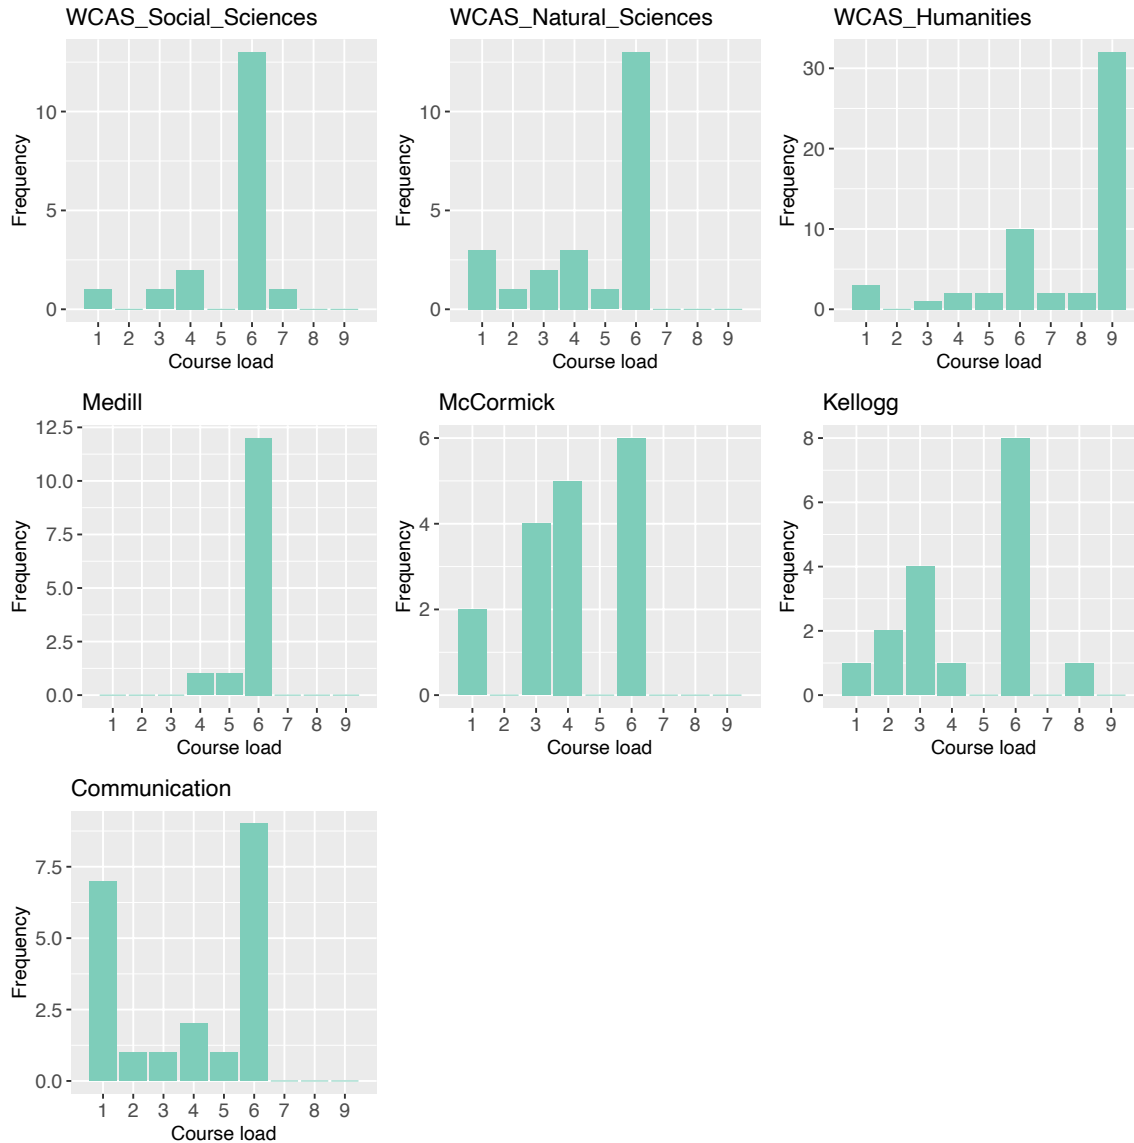 WCAS_Social_Sciences
Frequency
10
5
0
1 2 3 4 5 6 7 8 9
Course load
WCAS_Natural_Sciences
Frequency
10
5
0
1 2 3 4 5 6 7 8 9
Course load
WCAS_Humanities
Frequency
30
20
10
0
1 2 3 4 5 6 7 8 9
Course load
Medill
Frequency
12.5
10.0
7.5
5.0
2.5
0.0
1 2 3 4 5 6 7 8 9
Course load
McCormick
Frequency
6
4
2
0
1 2 3 4 5 6 7 8 9
Course load
Kellogg
Frequency
8
6
4
2
0
1 2 3 4 5 6 7 8 9
Course load
Communication
Frequency
7.5
5.0
2.5
0.0
1 2 3 4 5 6 7 8 9
Course load